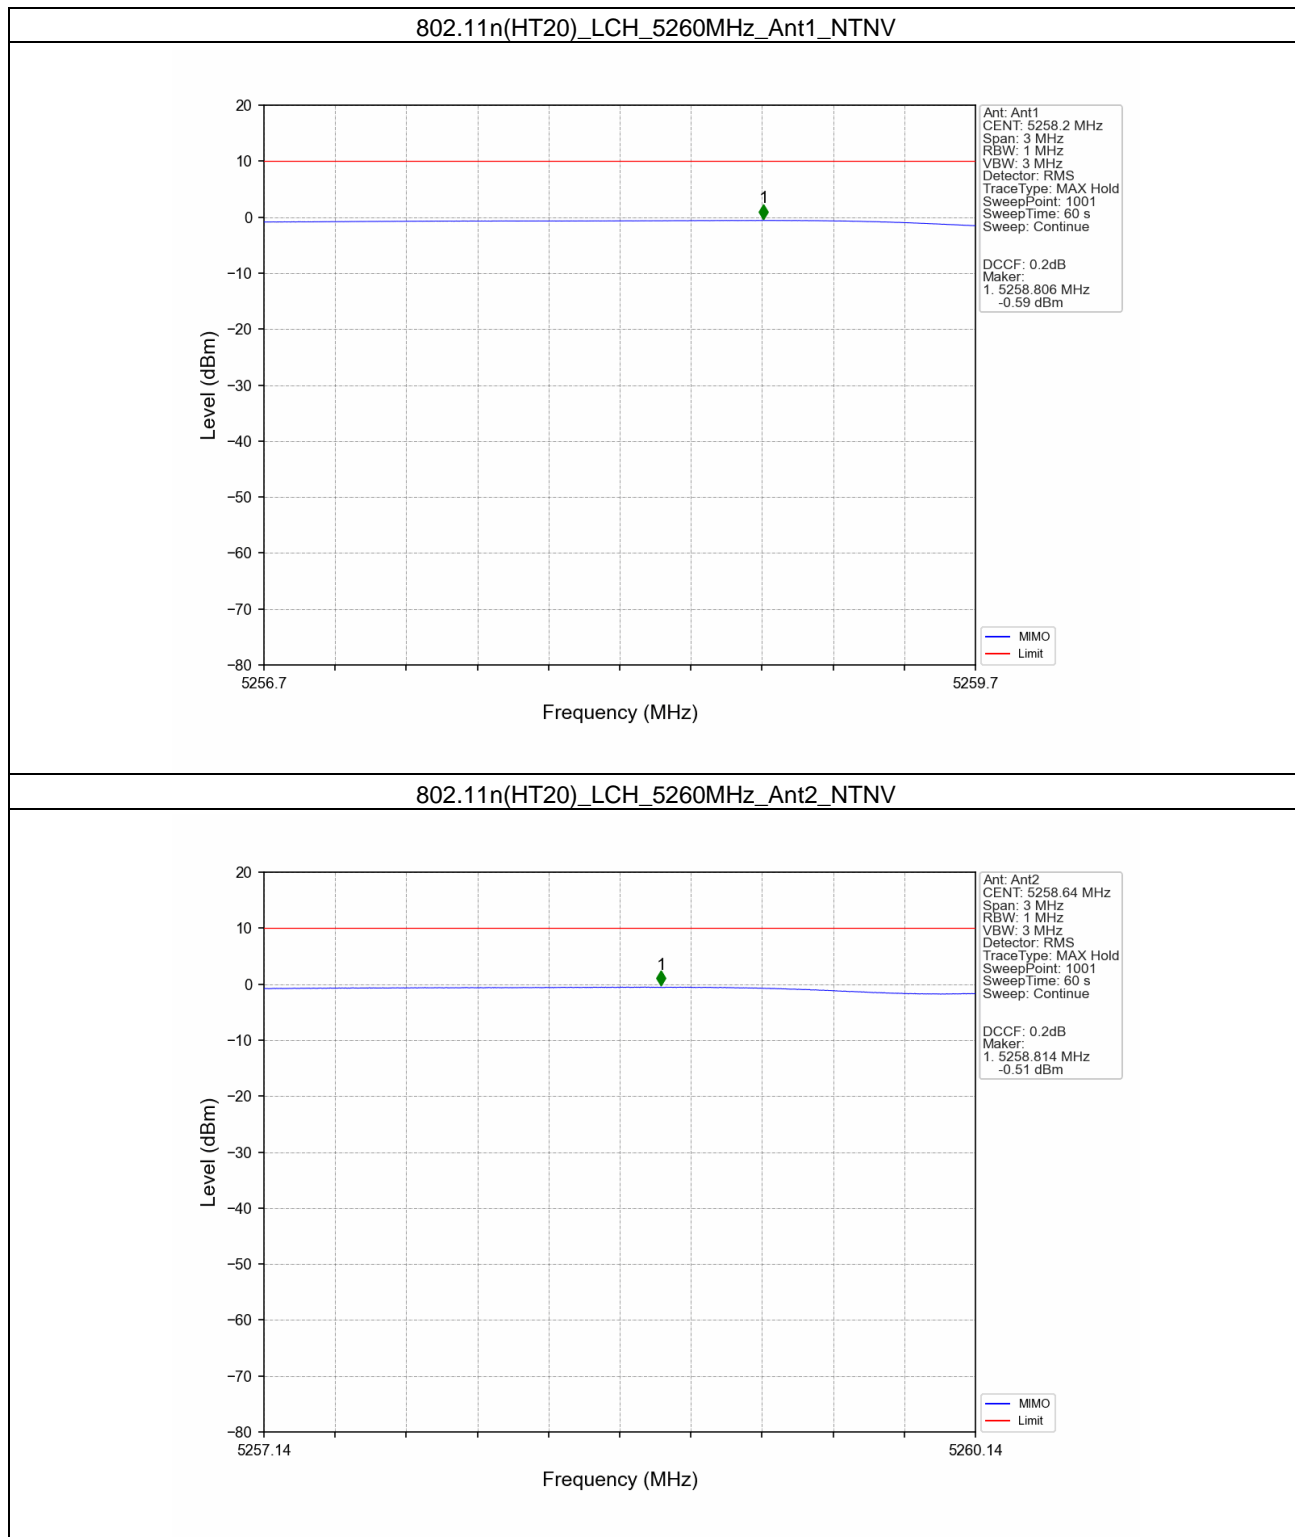 802.11n(HT20)_LCH_5260MHz_Ant1_NTNV
20
10
0
−10
−20
−30
−40
−50
−60
−70
−80
Level (dBm)
1
5256.7
5259.7
Frequency (MHz)
Ant: Ant1
CENT: 5258.2 MHz
Span: 3 MHz
RBW: 1 MHz
VBW: 3 MHz
Detector: RMS
TraceType: MAX Hold
SweepPoint: 1001
SweepTime: 60 s
Sweep: Continue
DCCF: 0.2dB
Maker:
1. 5258.806 MHz
-0.59 dBm
MIMO
Limit
802.11n(HT20)_LCH_5260MHz_Ant2_NTNV
20
10
0
−10
−20
−30
−40
−50
−60
−70
−80
Level (dBm)
1
5257.14
5260.14
Frequency (MHz)
Ant: Ant2
CENT: 5258.64 MHz
Span: 3 MHz
RBW: 1 MHz
VBW: 3 MHz
Detector: RMS
TraceType: MAX Hold
SweepPoint: 1001
SweepTime: 60 s
Sweep: Continue
DCCF: 0.2dB
Maker:
1. 5258.814 MHz
-0.51 dBm
MIMO
Limit